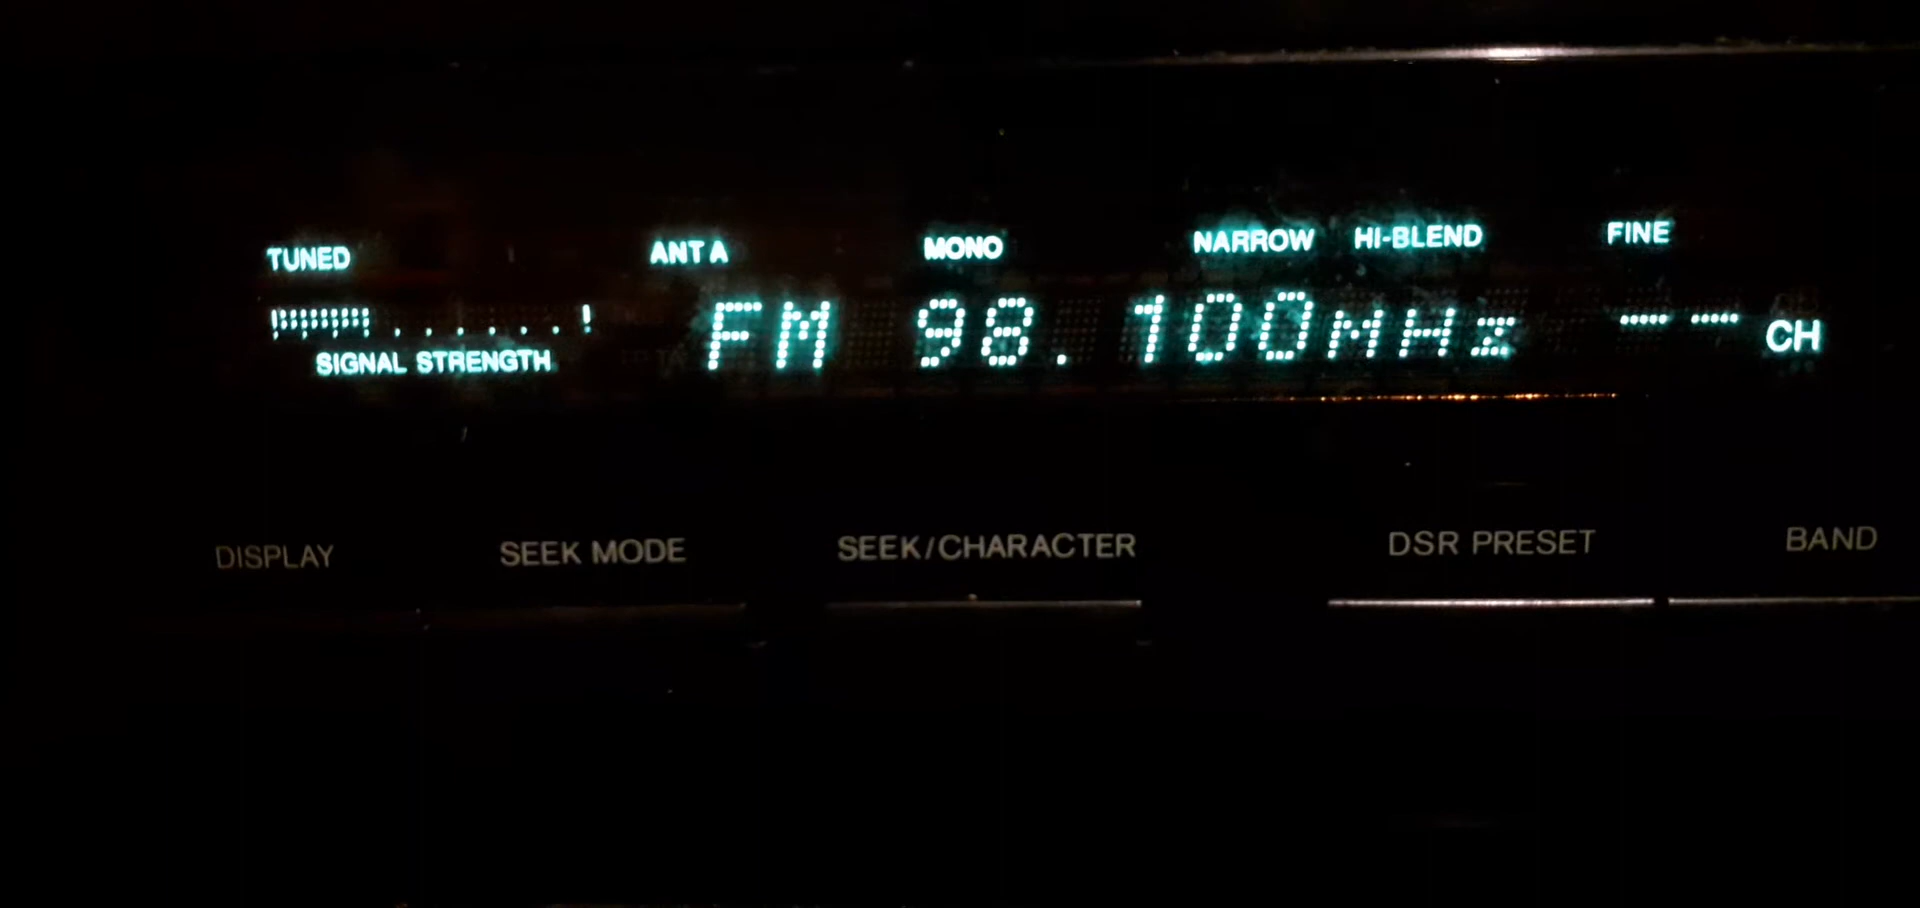 TUNED ANT A MONO NARROW HI-BLEND FINE
FM 98.100MHz -- CH
SIGNAL STRENGTH
DISPLAY SEEK MODE SEEK/CHARACTER DSR PRESET BAND